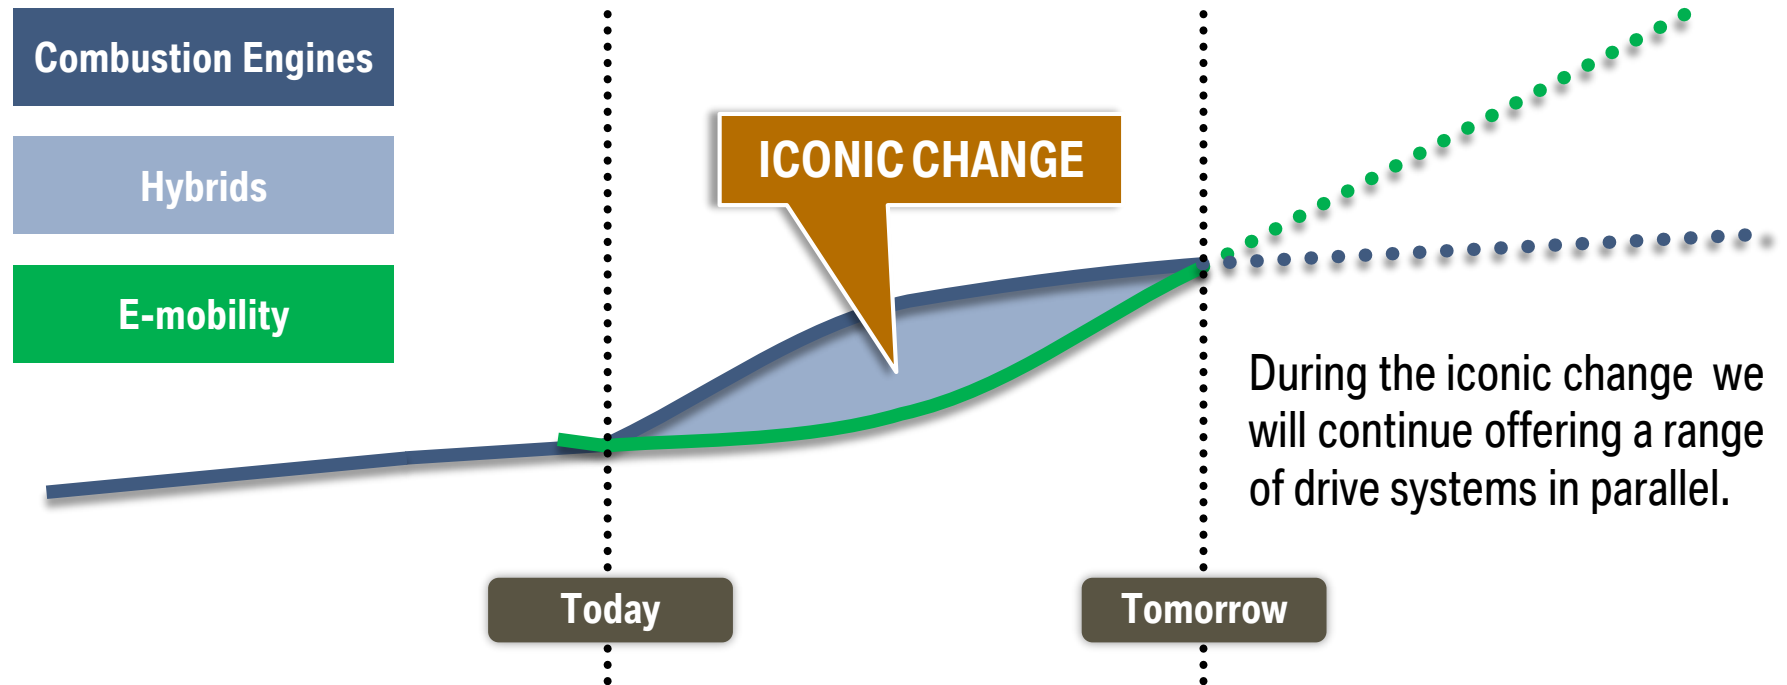 Combustion Engines
Hybrids
E-mobility
ICONIC CHANGE
During the iconic change we
will continue offering a range
of drive systems in parallel.
Today
Tomorrow